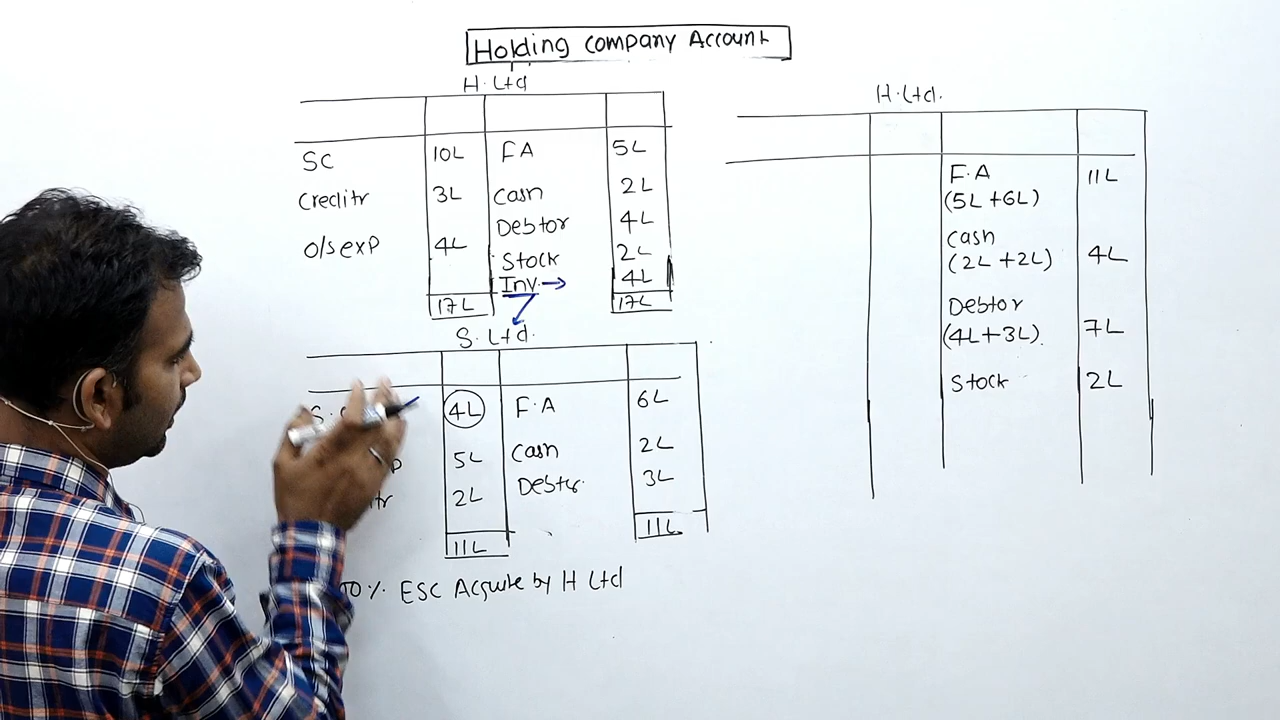 Holding Company Account
H. Ltd
SC 10L FA 5L
Creditr 3L Cash 2L
Debtor 4L
o/s exp 4L Stock 2L
Inv. → 4L
17L 17L
S. Ltd.
4L F.A 6L
5L Cash 2L
2L Debtr. 3L
11L 11L
ESC Acquire by H Ltd
H. Ltd.
F.A 11L
(5L + 6L)
Cash
(2L + 2L) 4L
Debtor
(4L + 3L). 7L
Stock 2L